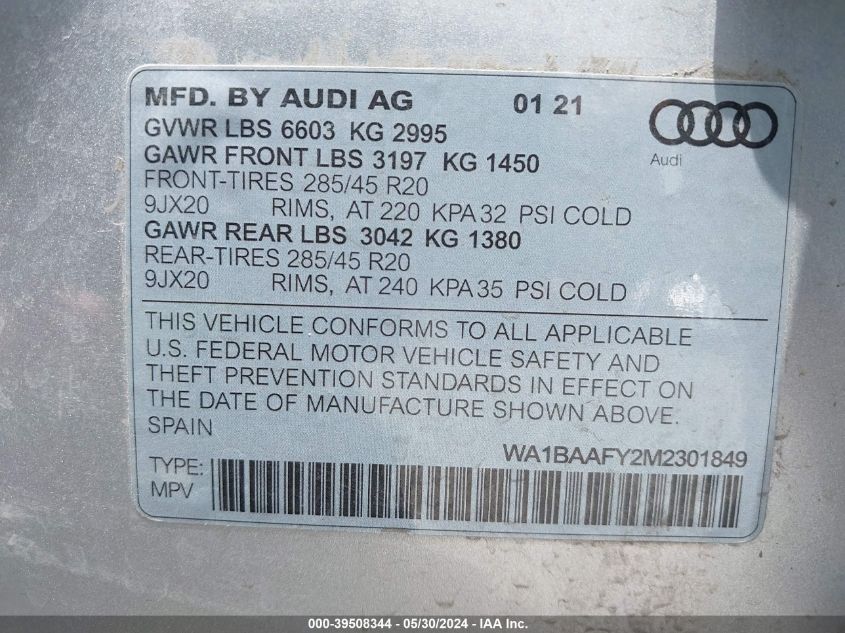 MFD. BY AUDI AG 01 21
GVWR LBS 6603 KG 2995
GAWR FRONT LBS 3197 KG 1450
FRONT-TIRES 285/45 R20
9JX20 RIMS, AT 220 KPA 32 PSI COLD
GAWR REAR LBS 3042 KG 1380
REAR-TIRES 285/45 R20
9JX20 RIMS, AT 240 KPA 35 PSI COLD
Audi
THIS VEHICLE CONFORMS TO ALL APPLICABLE
U.S. FEDERAL MOTOR VEHICLE SAFETY AND
THEFT PREVENTION STANDARDS IN EFFECT ON
THE DATE OF MANUFACTURE SHOWN ABOVE.
SPAIN
WA1BAAFY2M2301849
TYPE:
MPV
000-39508344 - 05/30/2024 - IAA Inc.